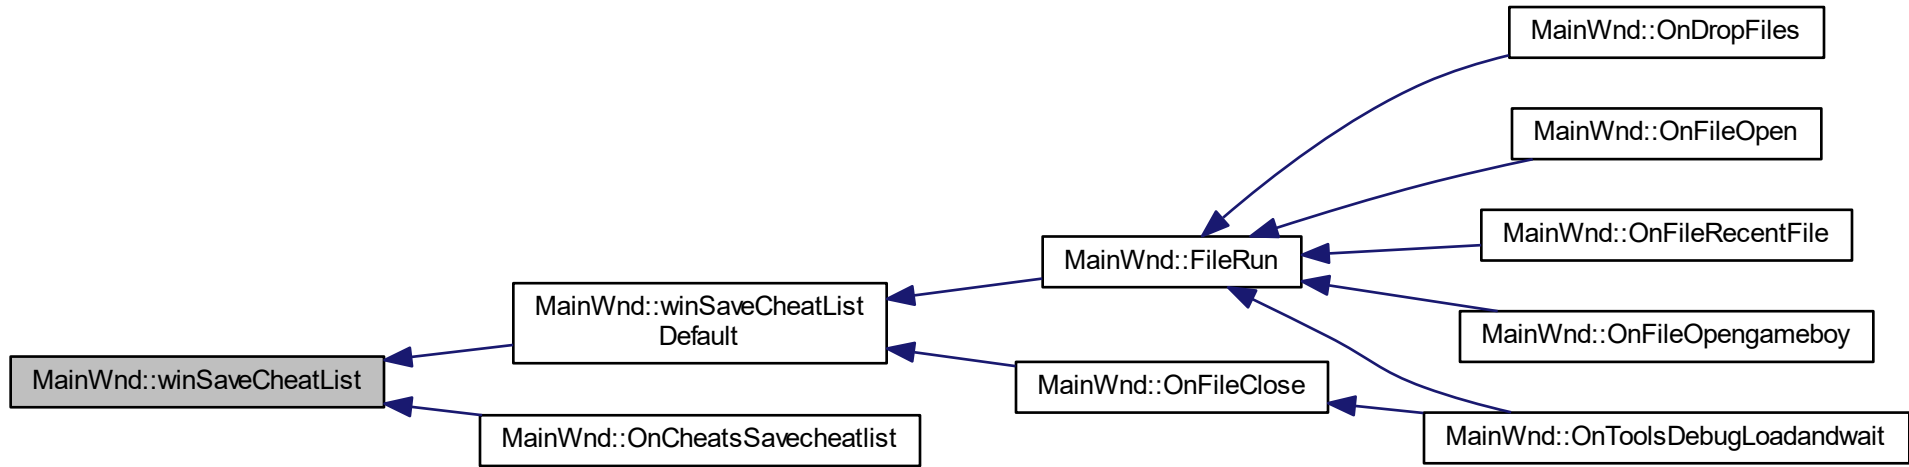 MainWnd::OnDropFiles
MainWnd::OnFileOpen
MainWnd::OnFileRecentFile
MainWnd::FileRun
MainWnd::winSaveCheatList
Default
MainWnd::OnFileOpengameboy
MainWnd::winSaveCheatList
MainWnd::OnFileClose
MainWnd::OnCheatsSavecheatlist
MainWnd::OnToolsDebugLoadandwait